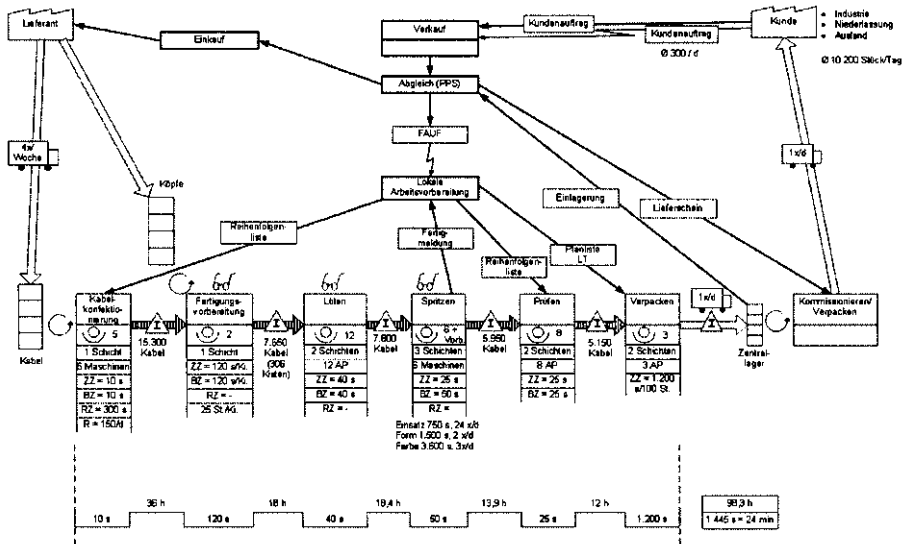 Lieferant
Einkauf
Verkauf
Kundenauftrag
Kundenauftrag
Ø 300 / d
Kunde
Industrie
Niederlassung
Ausland
Ø 10 200 Stück/Tag
Abgleich (PPS)
FAUF
4x/
Woche
Köpfe
1x/d
Lokale
Arbeitsvorbereitung
Einlagerung
Lieferschein
Reihenfolgen-
liste
Fertig-
meldung
Reihenfolgen-
liste
Planliste
LT
1x/d
Kabel
Kabel-
konfektio-
nierung
5
1 Schicht
6 Maschinen
ZZ = 10 s
BZ = 10 s
RZ = 300 s
R = 150/d
I
15.300
Kabel
Fertigungs-
vorbereitung
2
1 Schicht
ZZ = 120 s/Ki.
BZ = 120 s/Ki.
RZ = -
25 St./Ki.
I
7.650
Kabel
(306
Kisten)
Löten
12
2 Schichten
12 AP
ZZ = 40 s
BZ = 40 s
RZ = -
I
7.800
Kabel
Spritzen
6 +
Vorb.
3 Schichten
6 Maschinen
ZZ = 25 s
BZ = 50 s
RZ =
Einsatz 750 s, 24 x/d
Form 1.500 s, 2 x/d
Farbe 3.600 s, 3x/d
I
5.950
Kabel
Prüfen
8
2 Schichten
8 AP
ZZ = 25 s
BZ = 25 s
I
5.150
Kabel
Verpacken
3
2 Schichten
3 AP
ZZ = 1.200
s/100 St.
I
Zentral-
lager
Kommissionieren/
Verpacken
36 h
18 h
18,4 h
13,9 h
12 h
98,3 h
10 s
120 s
40 s
50 s
25 s
1.200 s
1.445 s = 24 min